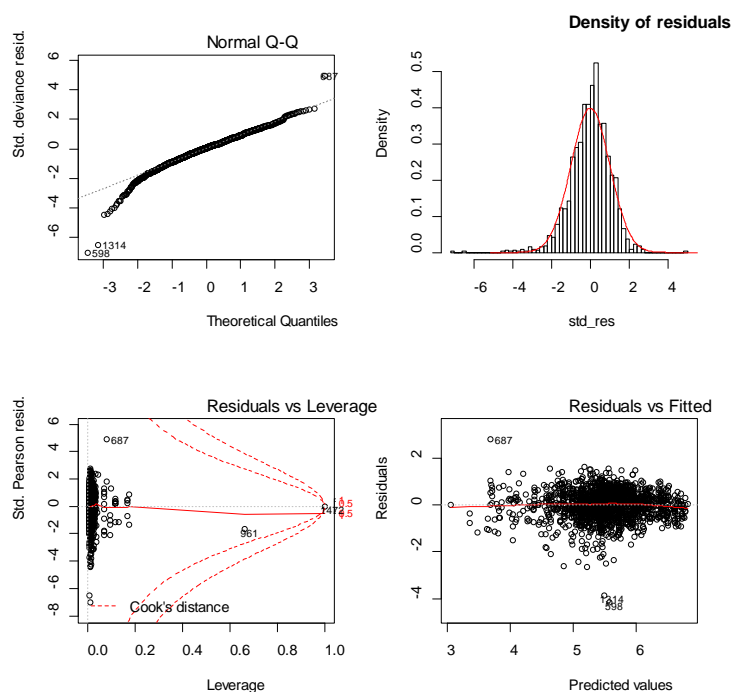 Normal Q-Q
Std. deviance resid.
6
4
2
0
-2
-4
-6
687
1314
598
-3 -2 -1 0 1 2 3
Theoretical Quantiles
Density of residuals
Density
0.5
0.4
0.3
0.2
0.1
0.0
-6 -4 -2 0 2 4
std_res
Residuals vs Leverage
Std. Pearson resid.
6
4
2
0
-2
-4
-6
-8
687
961
1472
0.5
Cook's distance
0.0 0.2 0.4 0.6 0.8 1.0
Leverage
Residuals vs Fitted
Residuals
2
0
-2
-4
687
1314
598
3 4 5 6
Predicted values